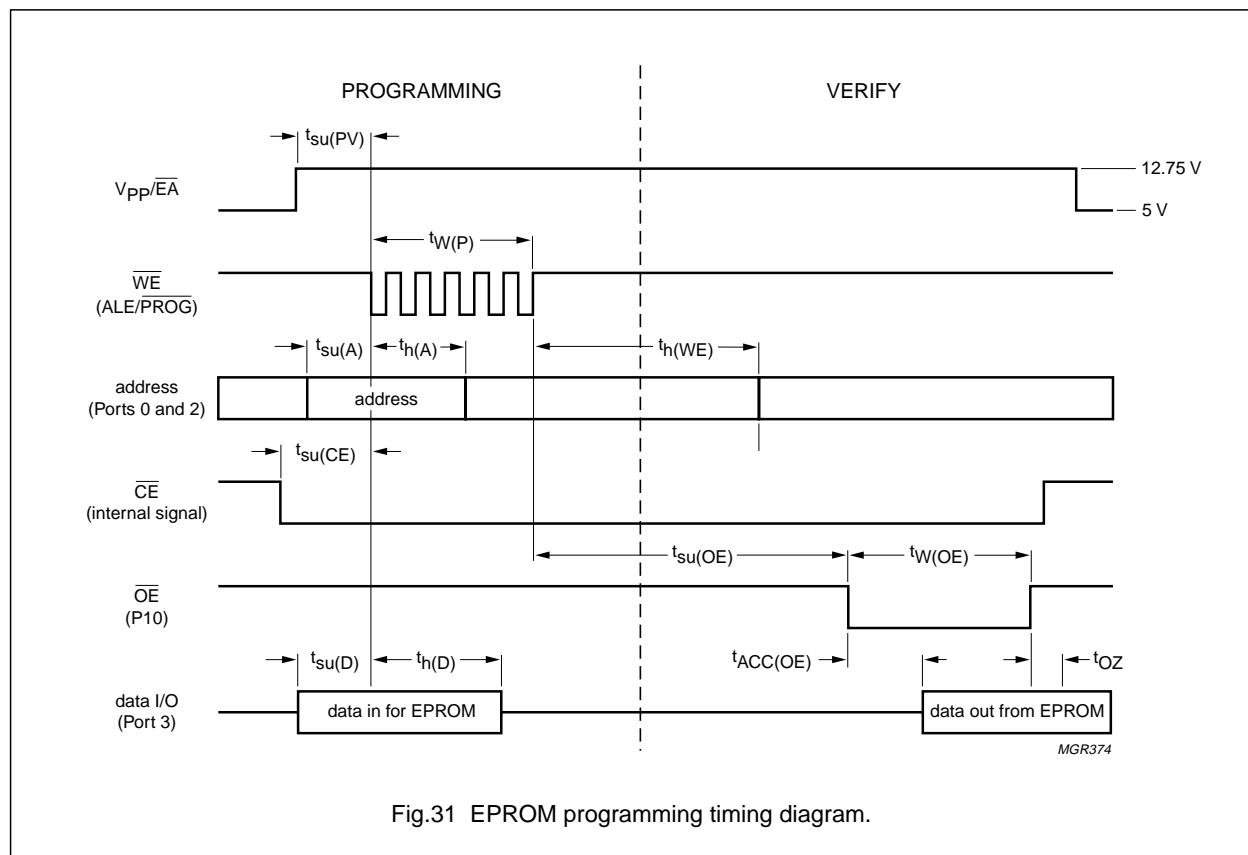 PROGRAMMING VERIFY
tsu(PV)
VPP/EA
12.75 V
5 V
tW(P)
WE
(ALE/PROG)
tsu(A) th(A) th(WE)
address
(Ports 0 and 2)
address
tsu(CE)
CE
(internal signal)
tsu(OE) tW(OE)
OE
(P10)
tsu(D) th(D) tACC(OE) tOZ
data I/O
(Port 3)
data in for EPROM
data out from EPROM
MGR374
Fig.31 EPROM programming timing diagram.